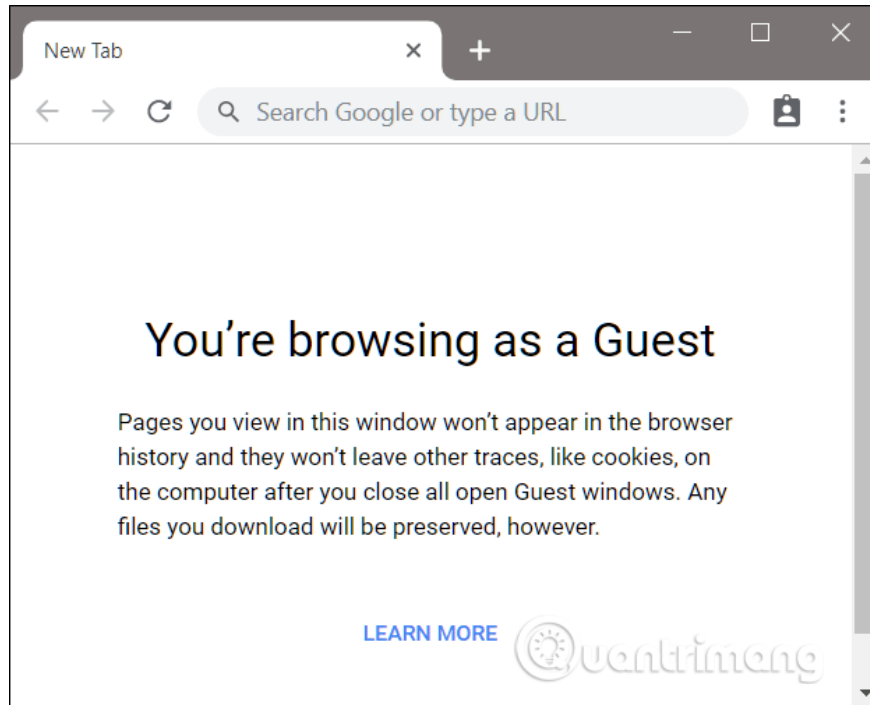 New Tab
Search Google or type a URL
You’re browsing as a Guest
Pages you view in this window won’t appear in the browser
history and they won’t leave other traces, like cookies, on
the computer after you close all open Guest windows. Any
files you download will be preserved, however.
LEARN MORE
Quantrimang